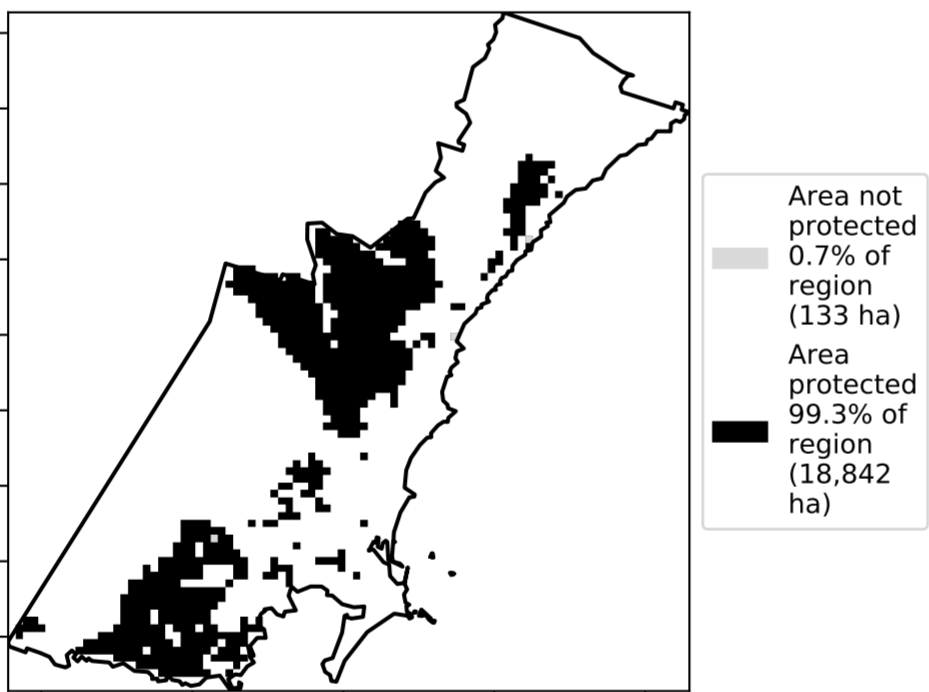 Area not
protected
0.7% of
region
(133 ha)
Area
protected
99.3% of
region
(18,842
ha)